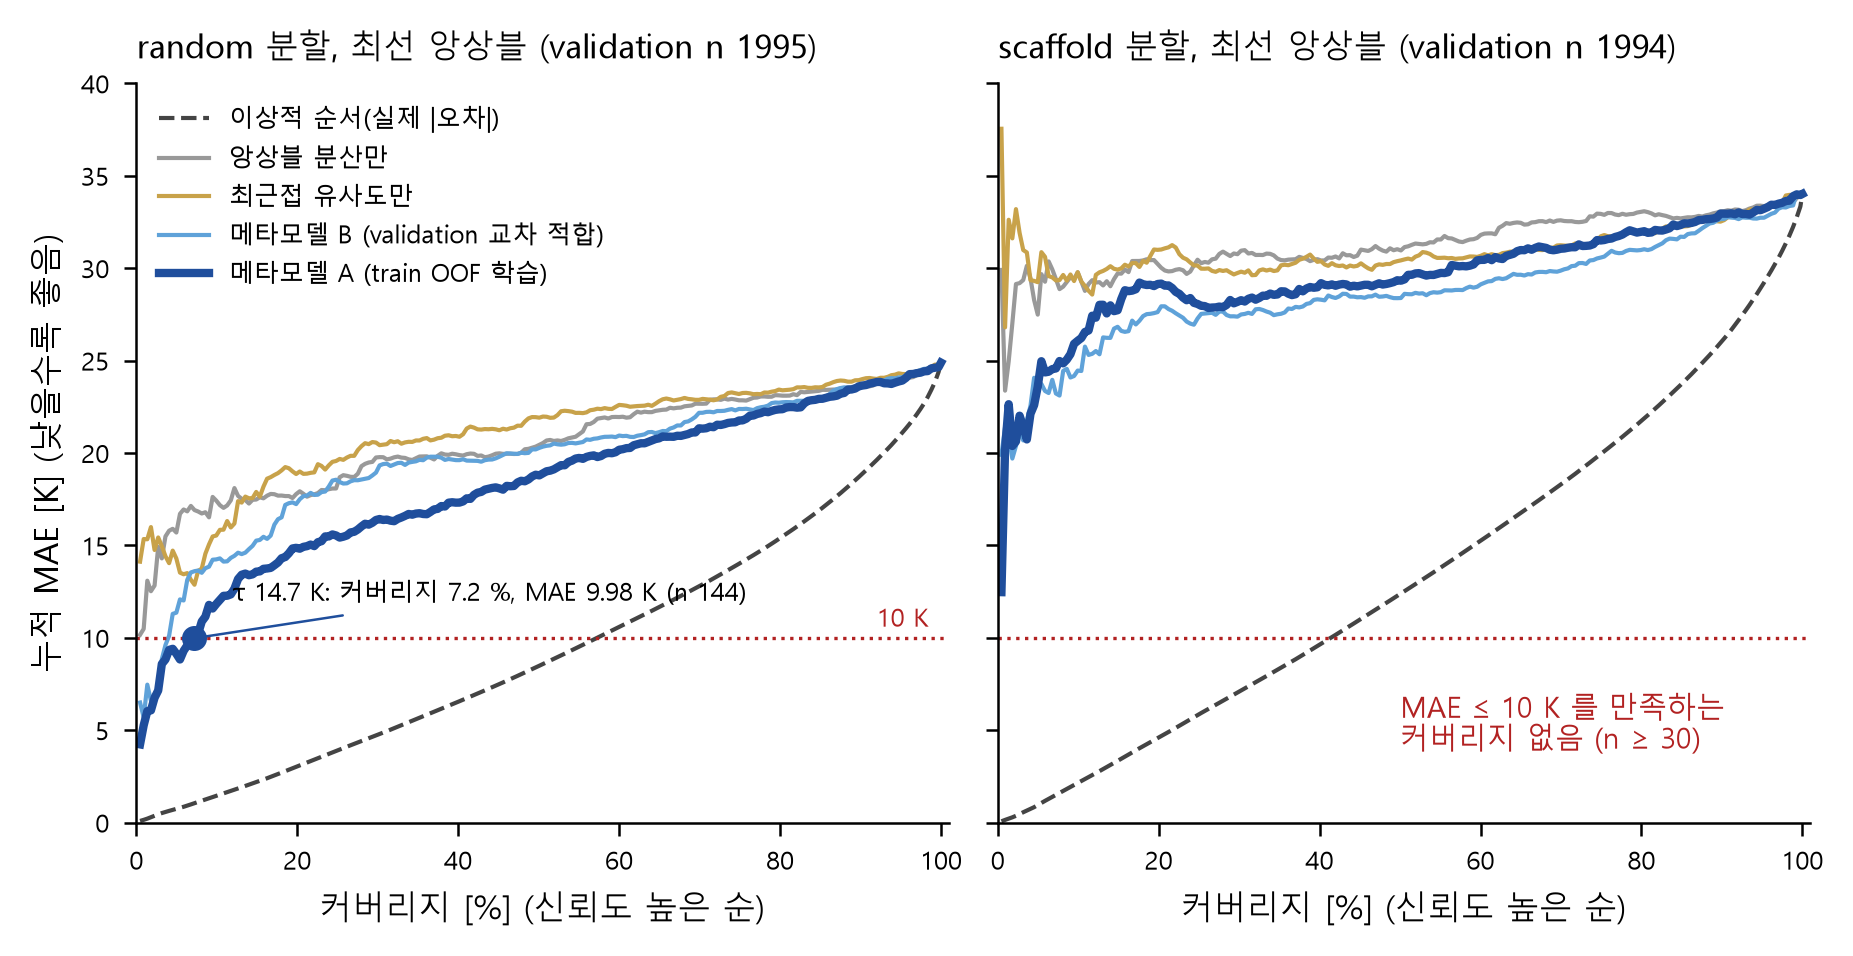 random 분할, 최선 앙상블 (validation n 1995)
누적 MAE [K] (낮을수록 좋음)
40
35
30
25
20
15
10
5
0
이상적 순서(실제 |오차|)
앙상블 분산만
최근접 유사도만
메타모델 B (validation 교차 적합)
메타모델 A (train OOF 학습)
τ 14.7 K: 커버리지 7.2 %, MAE 9.98 K (n 144)
10 K
0 20 40 60 80 100
커버리지 [%] (신뢰도 높은 순)
scaffold 분할, 최선 앙상블 (validation n 1994)
MAE ≤ 10 K 를 만족하는
커버리지 없음 (n ≥ 30)
0 20 40 60 80 100
커버리지 [%] (신뢰도 높은 순)